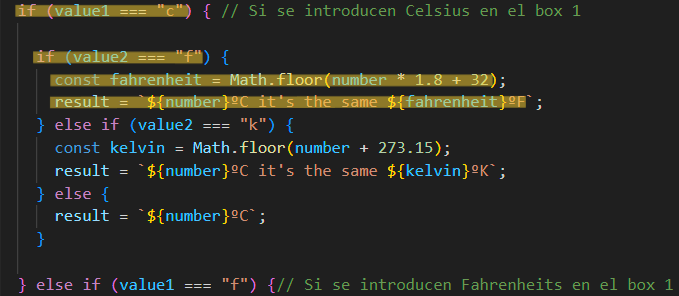 if (value1 === "c") { // Si se introducen Celsius en el box 1
if (value2 === "f") {
const fahrenheit = Math.floor(number * 1.8 + 32);
result = `${number}ºC it's the same ${fahrenheit}ºF`;
} else if (value2 === "k") {
const kelvin = Math.floor(number + 273.15);
result = `${number}ºC it's the same ${kelvin}ºK`;
} else {
result = `${number}ºC`;
}
} else if (value1 === "f") {// Si se introducen Fahrenheits en el box 1